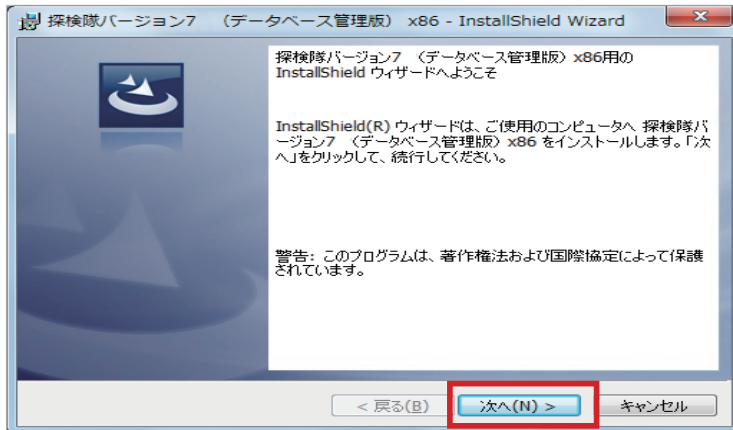 探検隊バージョン7 （データベース管理版） x86 - InstallShield Wizard
探検隊バージョン7 （データベース管理版） x86用の
InstallShield ウィザードへようこそ
InstallShield(R) ウィザードは、ご使用のコンピュータへ 探検隊バ
ージョン7 （データベース管理版） x86 をインストールします。「次
へ」をクリックして、続行してください。
警告: このプログラムは、著作権法および国際協定によって保護
されています。
< 戻る(B) 次へ(N) > キャンセル